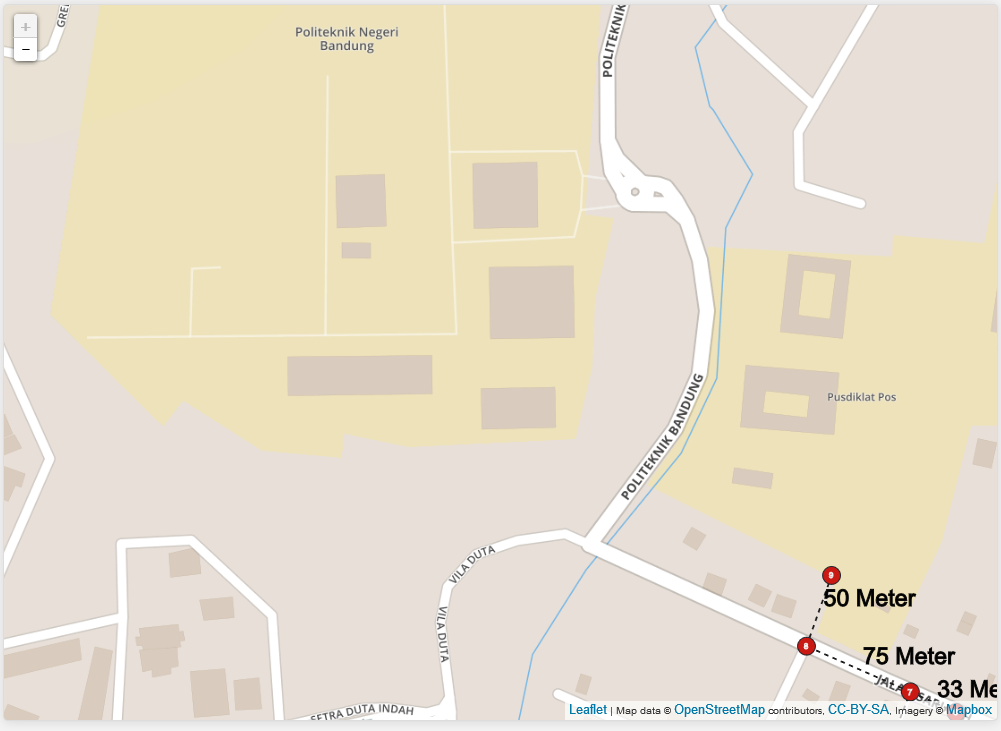 GRE
+
−
Politeknik Negeri
Bandung
POLITEKNIK
Pusdiklat Pos
POLITEKNIK BANDUNG
VILA DUTA
VILA DUTA
9
50 Meter
8
75 Meter
7
33 Me
SETRA DUTA INDAH
Leaflet | Map data © OpenStreetMap contributors, CC-BY-SA, Imagery © Mapbox